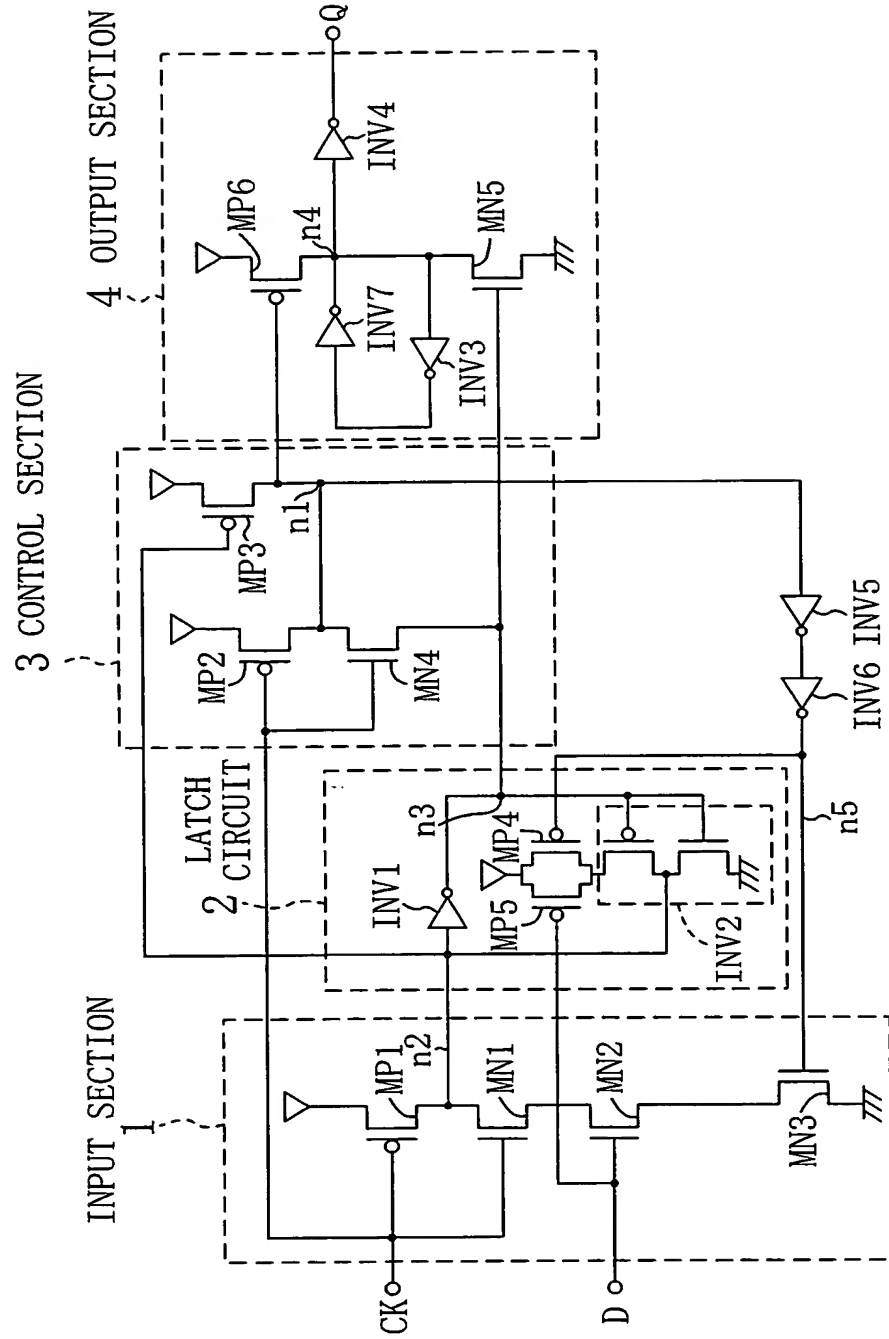 INPUT SECTION
1
LATCH CIRCUIT
2
3 CONTROL SECTION
4 OUTPUT SECTION
CK
D
MP1
n2
MN1
MN2
MN3
INV1
n3
MP5
MP4
INV2
n5
MP2
MN4
MP3
n1
INV6
INV5
MP6
n4
INV7
INV3
INV4
MN5
Q